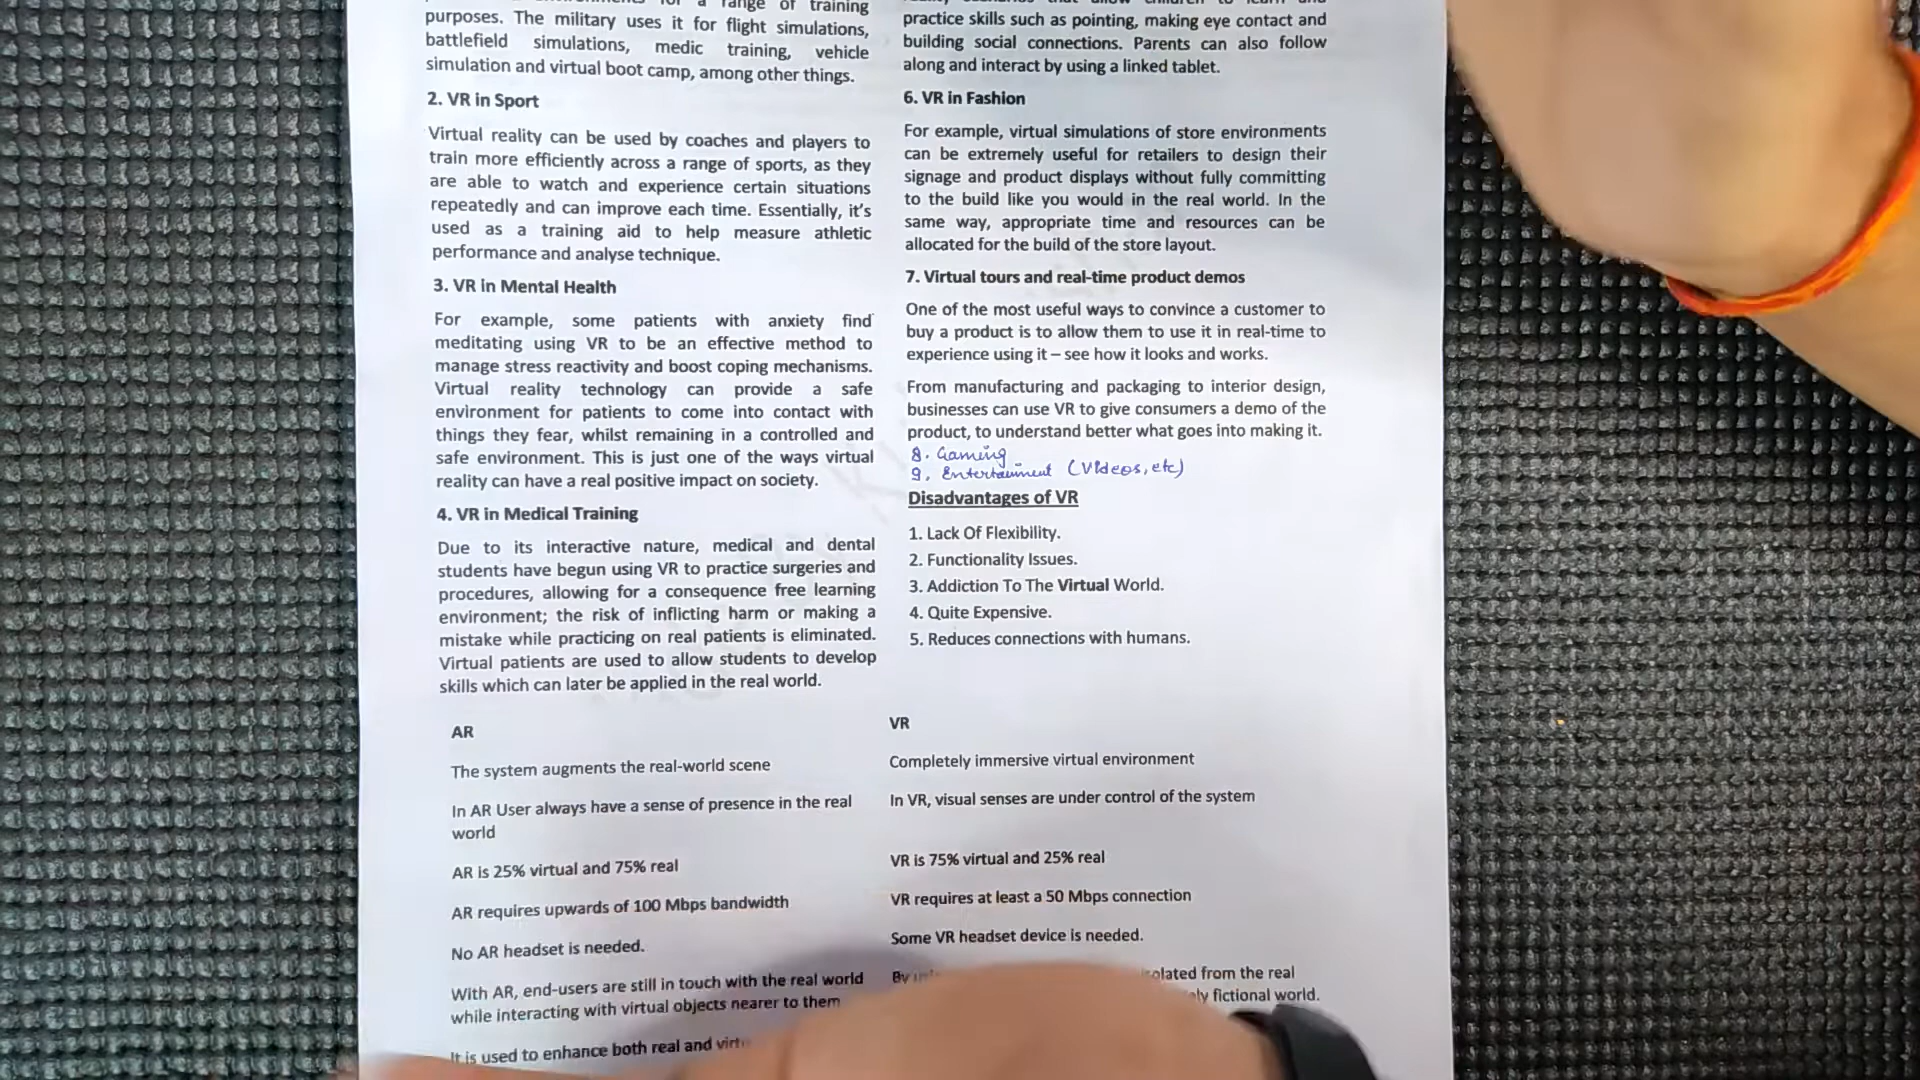 a range of training
purposes. The military uses it for flight simulations,
battlefield simulations, medic training, vehicle
simulation and virtual boot camp, among other things.
2. VR in Sport
Virtual reality can be used by coaches and players to
train more efficiently across a range of sports, as they
are able to watch and experience certain situations
repeatedly and can improve each time. Essentially, it's
used as a training aid to help measure athletic
performance and analyse technique.
3. VR in Mental Health
For example, some patients with anxiety find
meditating using VR to be an effective method to
manage stress reactivity and boost coping mechanisms.
Virtual reality technology can provide a safe
environment for patients to come into contact with
things they fear, whilst remaining in a controlled and
safe environment. This is just one of the ways virtual
reality can have a real positive impact on society.
4. VR in Medical Training
Due to its interactive nature, medical and dental
students have begun using VR to practice surgeries and
procedures, allowing for a consequence free learning
environment; the risk of inflicting harm or making a
mistake while practicing on real patients is eliminated.
Virtual patients are used to allow students to develop
skills which can later be applied in the real world.
practice skills such as pointing, making eye contact and
building social connections. Parents can also follow
along and interact by using a linked tablet.
6. VR in Fashion
For example, virtual simulations of store environments
can be extremely useful for retailers to design their
signage and product displays without fully committing
to the build like you would in the real world. In the
same way, appropriate time and resources can be
allocated for the build of the store layout.
7. Virtual tours and real-time product demos
One of the most useful ways to convince a customer to
buy a product is to allow them to use it in real-time to
experience using it – see how it looks and works.
From manufacturing and packaging to interior design,
businesses can use VR to give consumers a demo of the
product, to understand better what goes into making it.
8. Gaming
9. Entertainment (Videos, etc)
Disadvantages of VR
1. Lack Of Flexibility.
2. Functionality Issues.
3. Addiction To The Virtual World.
4. Quite Expensive.
5. Reduces connections with humans.
AR
VR
The system augments the real-world scene
Completely immersive virtual environment
In AR User always have a sense of presence in the real
world
In VR, visual senses are under control of the system
AR is 25% virtual and 75% real
VR is 75% virtual and 25% real
AR requires upwards of 100 Mbps bandwidth
VR requires at least a 50 Mbps connection
No AR headset is needed.
Some VR headset device is needed.
With AR, end-users are still in touch with the real world
while interacting with virtual objects nearer to them
By
from the real
fictional world.
It is used to enhance both real and